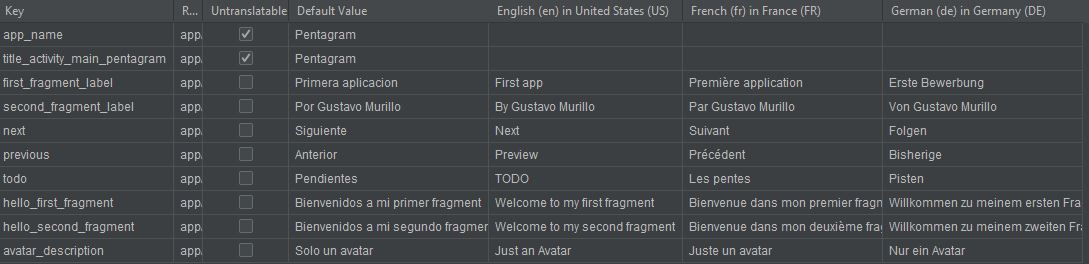 Key R... Untranslatable Default Value English (en) in United States (US) French (fr) in France (FR) German (de) in Germany (DE)
app_name app/ Pentagram
title_activity_main_pentagram app/ Pentagram
first_fragment_label app/ Primera aplicacion First app Première application Erste Bewerbung
second_fragment_label app/ Por Gustavo Murillo By Gustavo Murillo Par Gustavo Murillo Von Gustavo Murillo
next app/ Siguiente Next Suivant Folgen
previous app/ Anterior Preview Précédent Bisherige
todo app/ Pendientes TODO Les pentes Pisten
hello_first_fragment app/ Bienvenidos a mi primer fragment Welcome to my first fragment Bienvenue dans mon premier fragn Willkommen zu meinem ersten Fra
hello_second_fragment app/ Bienvenidos a mi segundo fragmer Welcome to my second fragment Bienvenue dans mon deuxième frag Willkommen zu meinem zweiten Fra
avatar_description app/ Solo un avatar Just an Avatar Juste un avatar Nur ein Avatar